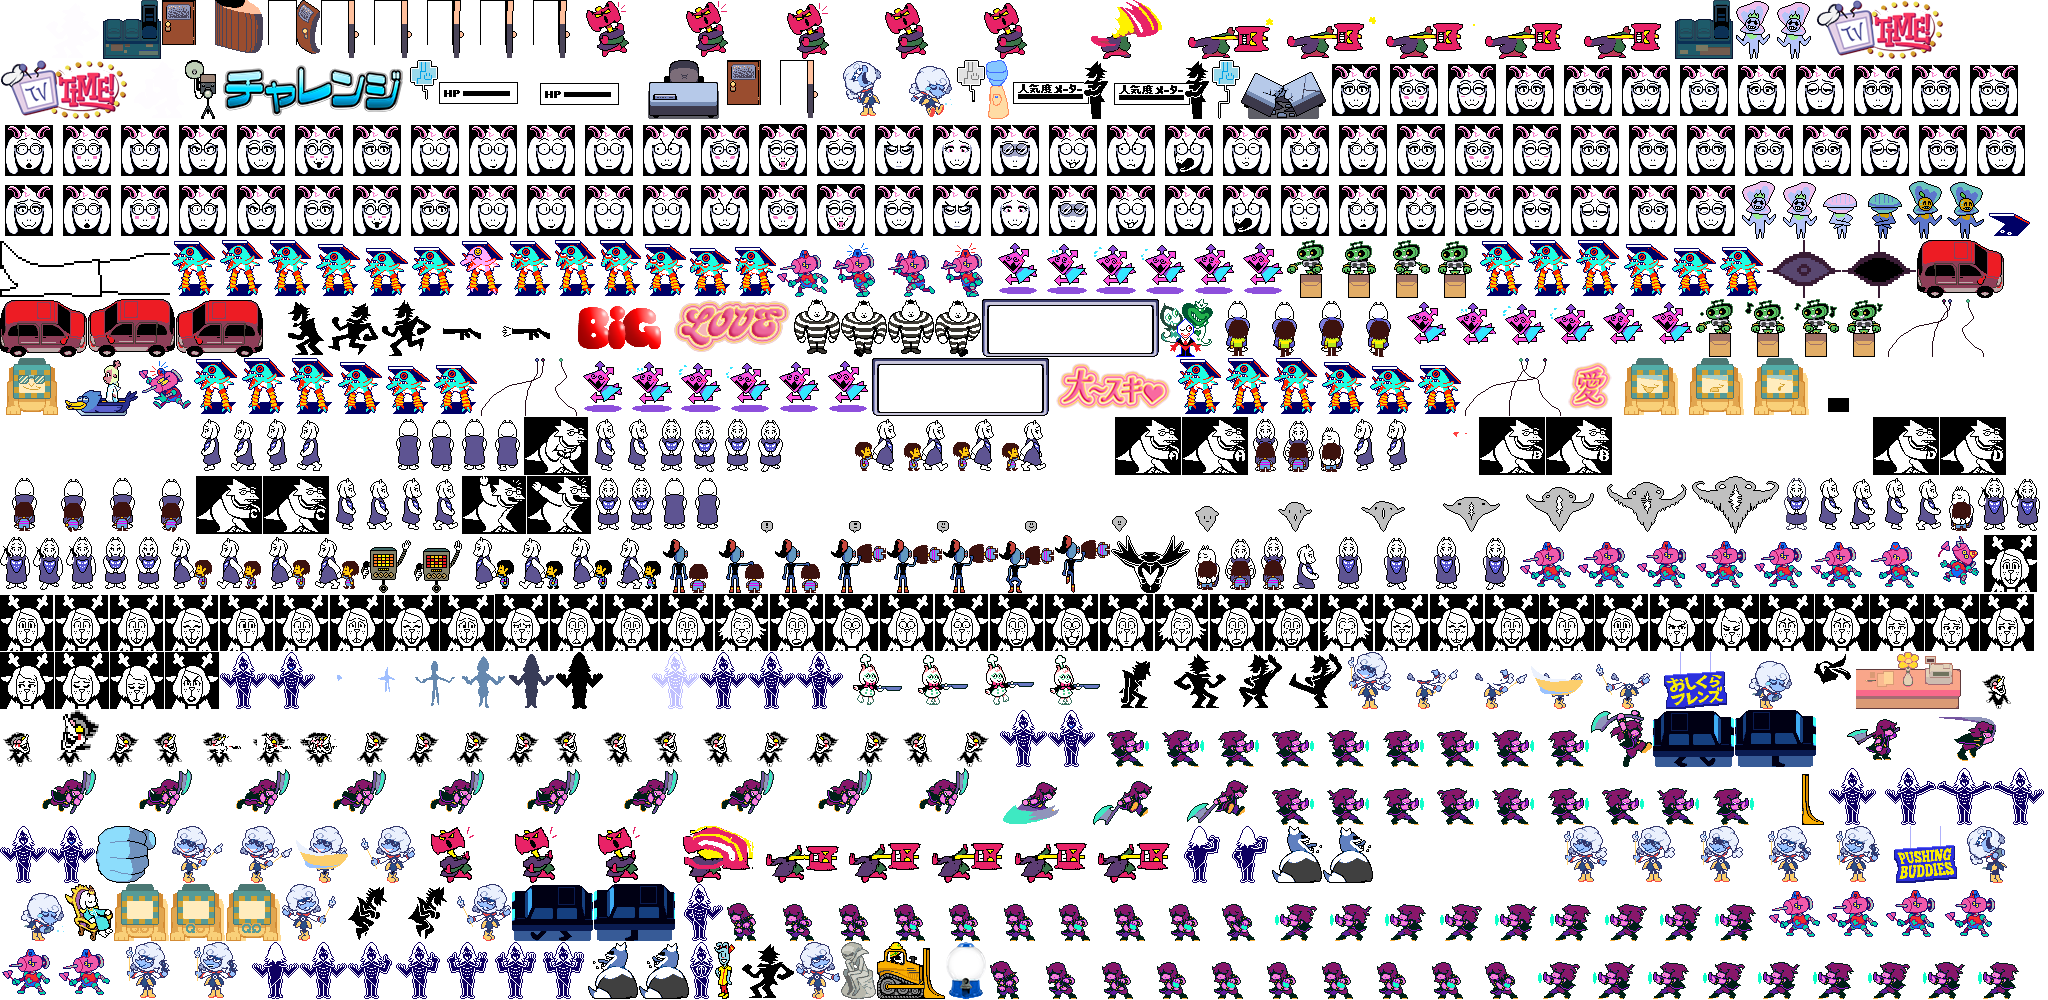 TV TiME!
TV TiME!
チャレンジ
HP
HP
人気度メーター
人気度メーター
BiG
LOVE
大〜スキ♥
愛
A
A
B
B
D
D
C
C
おしくら
フレンズ
PUSHING
BUDDIES